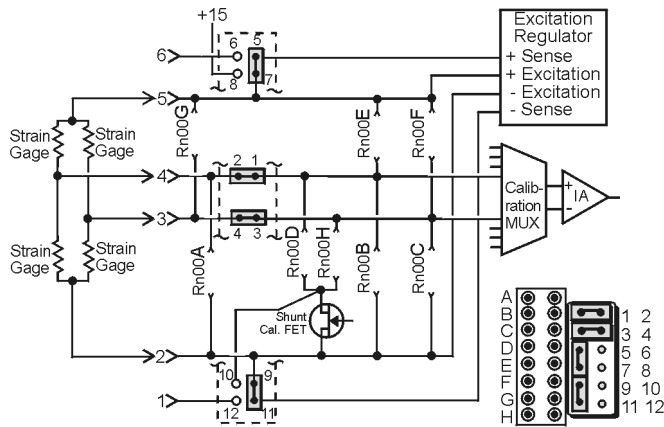 +15
6
6
5
8
7
Excitation
Regulator
+ Sense
+ Excitation
- Excitation
- Sense
5
Rn00G
Rn00E
Rn00F
Strain
Gage
Strain
Gage
4
2 1
Calib-
ration
MUX
+
-
IA
3
4 3
Strain
Gage
Strain
Gage
Rn00A
Rn00D
Rn00H
Rn00B
Rn00C
Shunt
Cal. FET
2
10
9
1
12
11
A
B
C
D
E
F
G
H
1 2
3 4
5 6
7 8
9 10
11 12